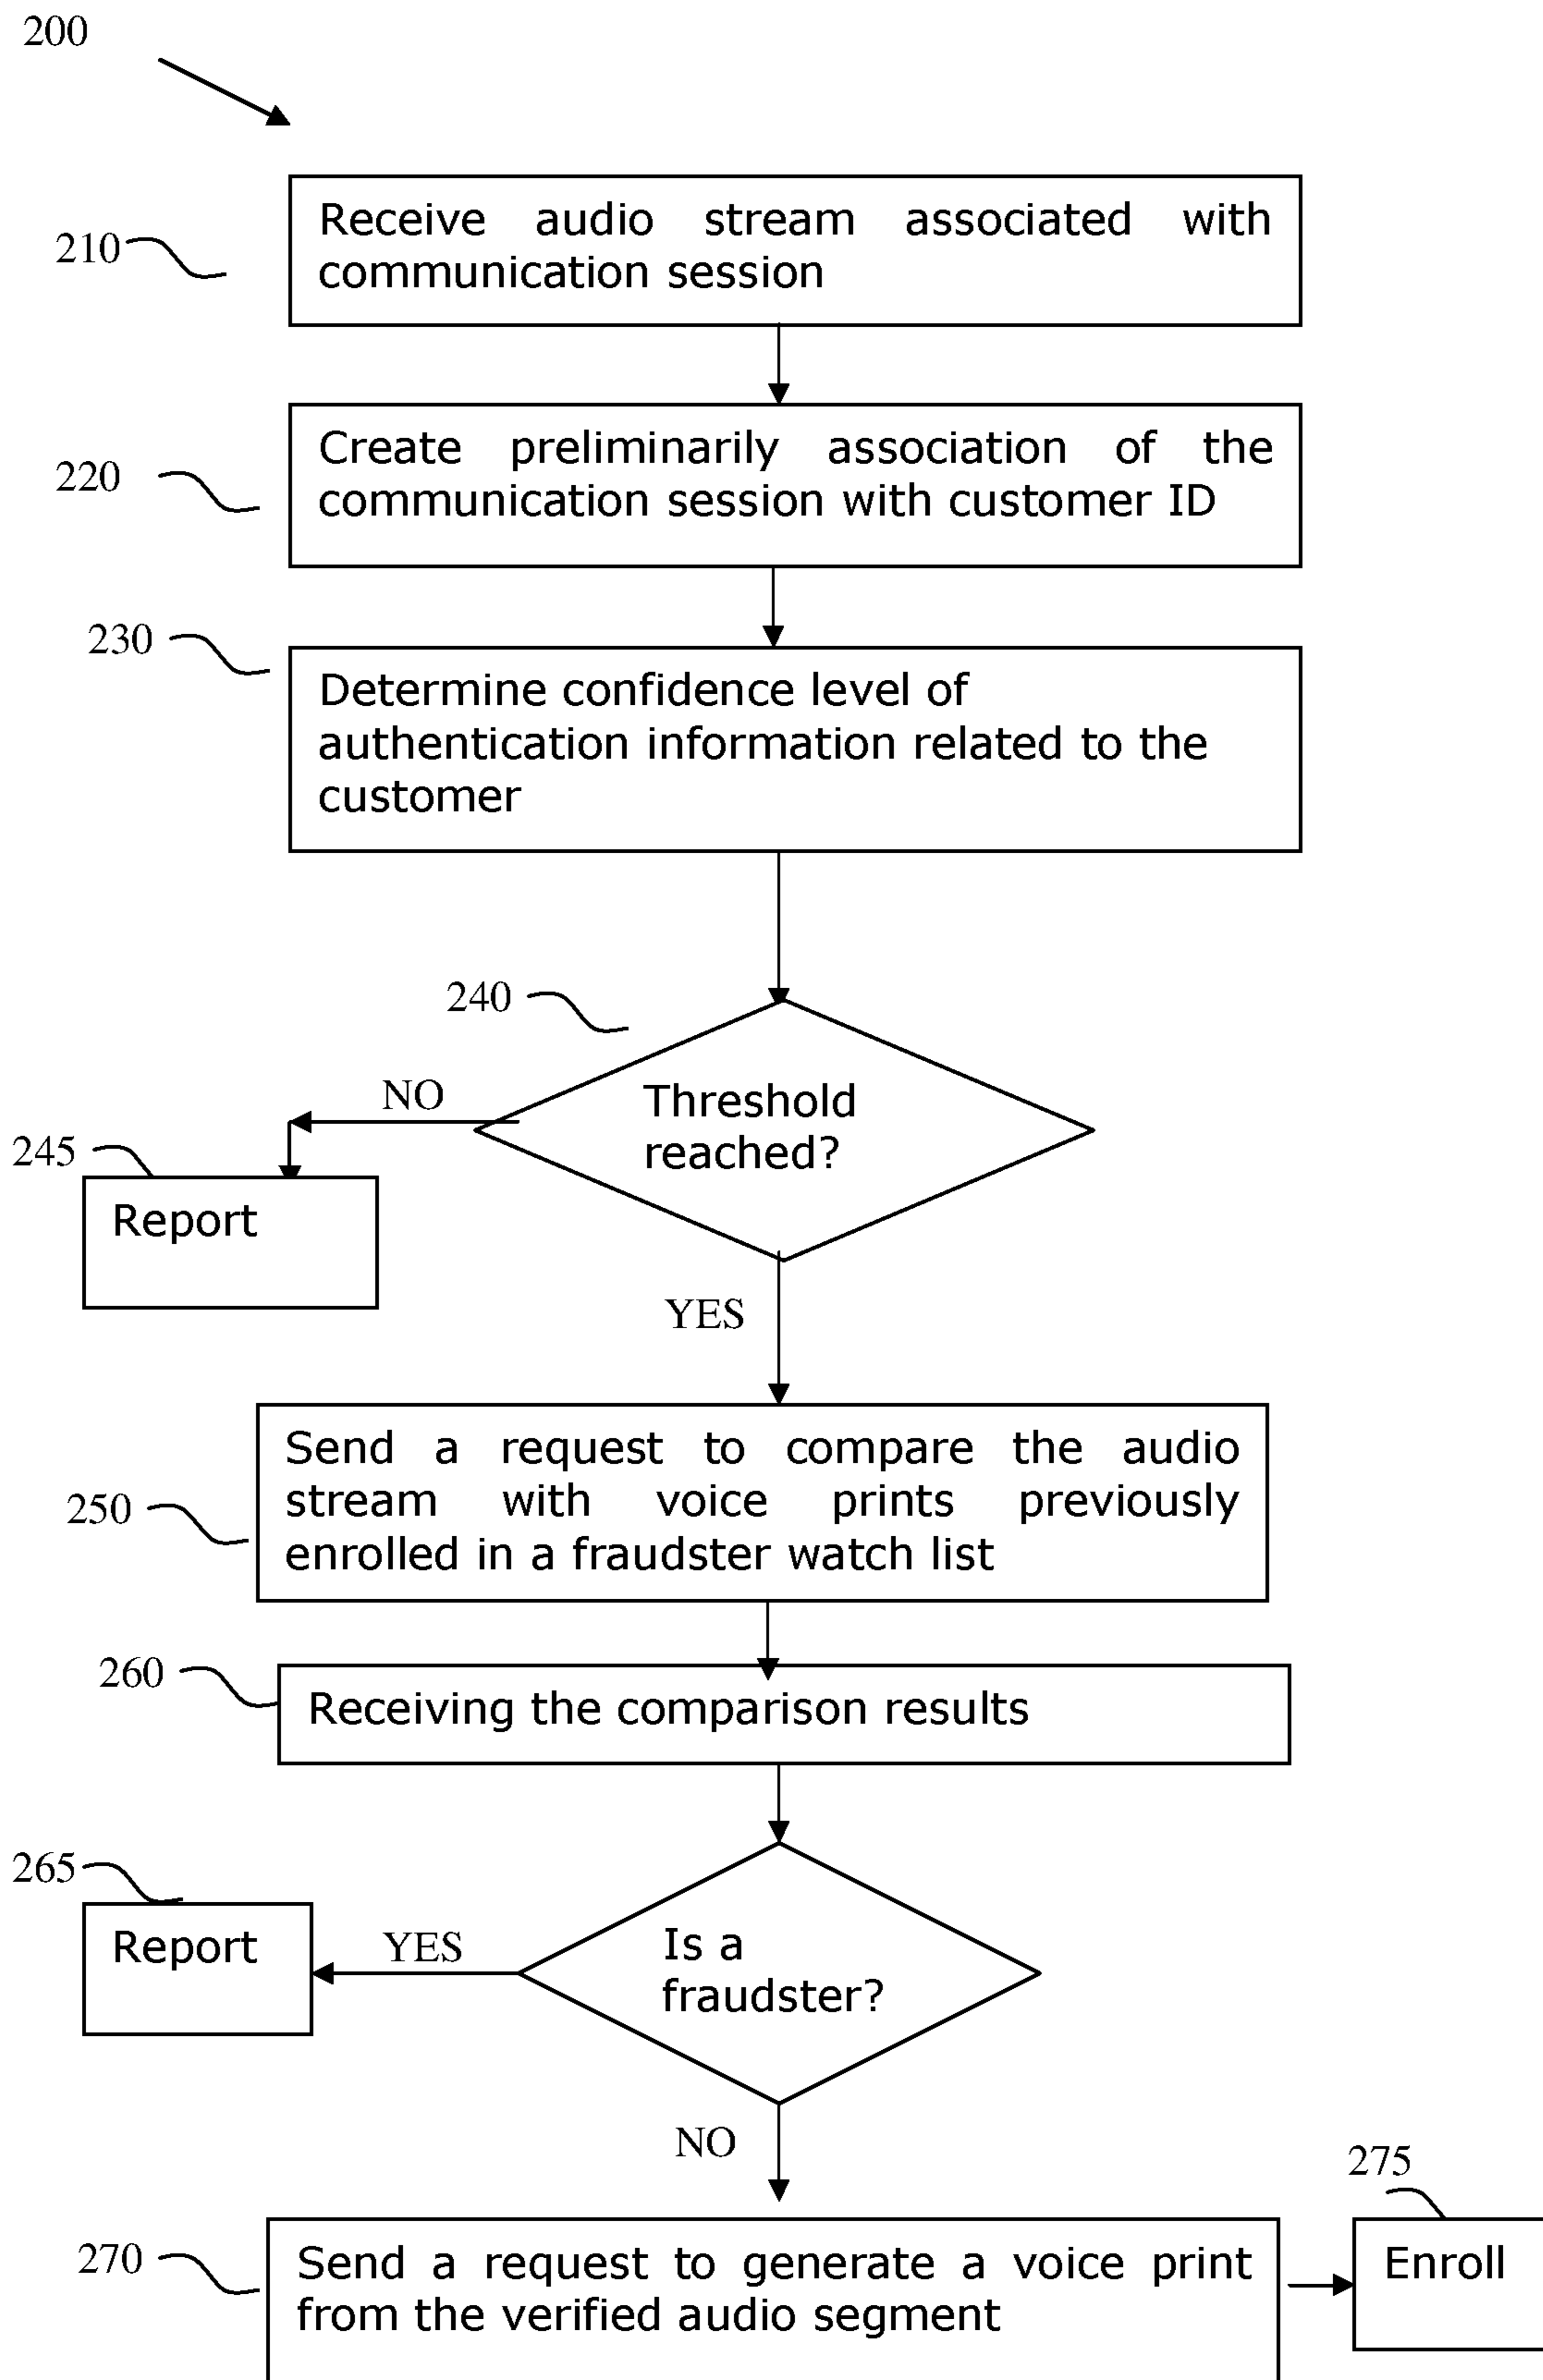 200
210
Receive audio stream associated with
communication session
220
Create preliminarily association of the
communication session with customer ID
230
Determine confidence level of
authentication information related to the
customer
240
Threshold
reached?
NO
245
Report
YES
250
Send a request to compare the audio
stream with voice prints previously
enrolled in a fraudster watch list
260
Receiving the comparison results
265
Report
YES
Is a
fraudster?
NO
275
270
Send a request to generate a voice print
from the verified audio segment
Enroll